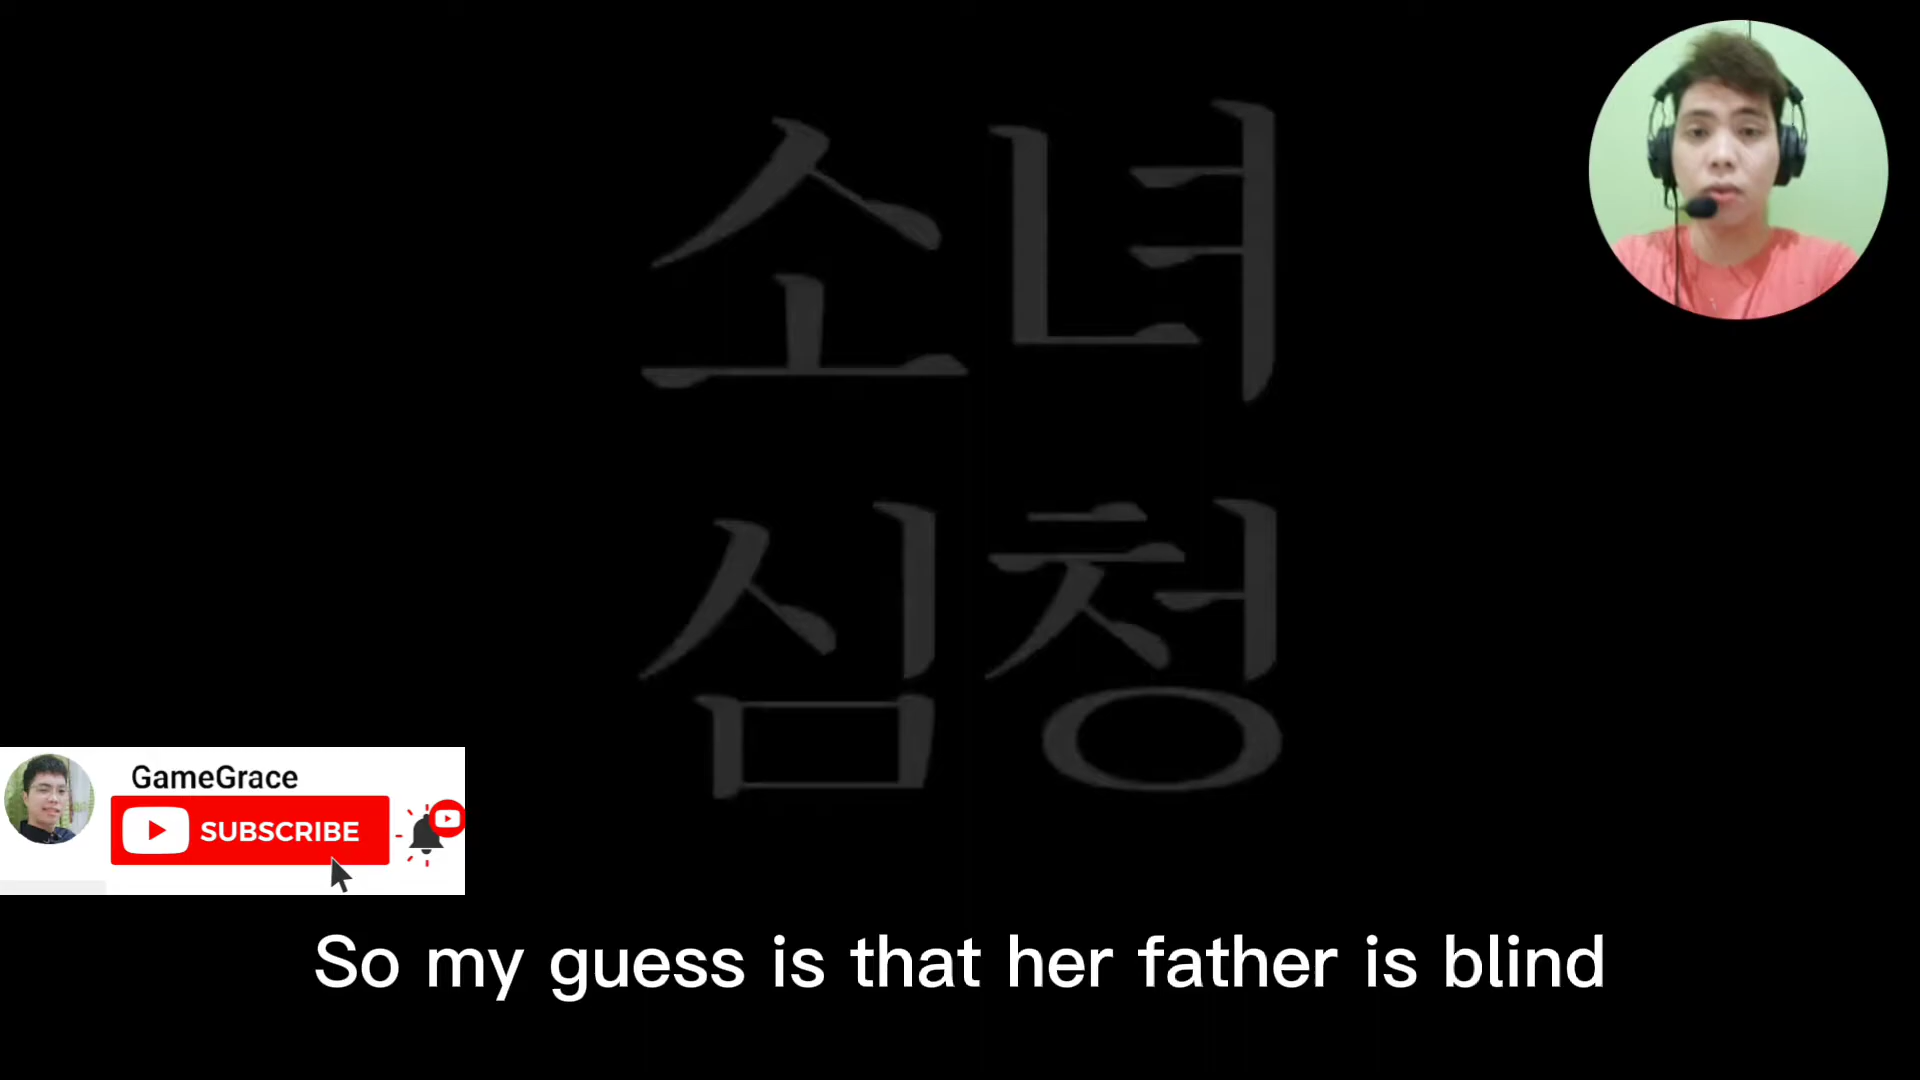 소녀
심청
GameGrace
SUBSCRIBE
So my guess is that her father is blind